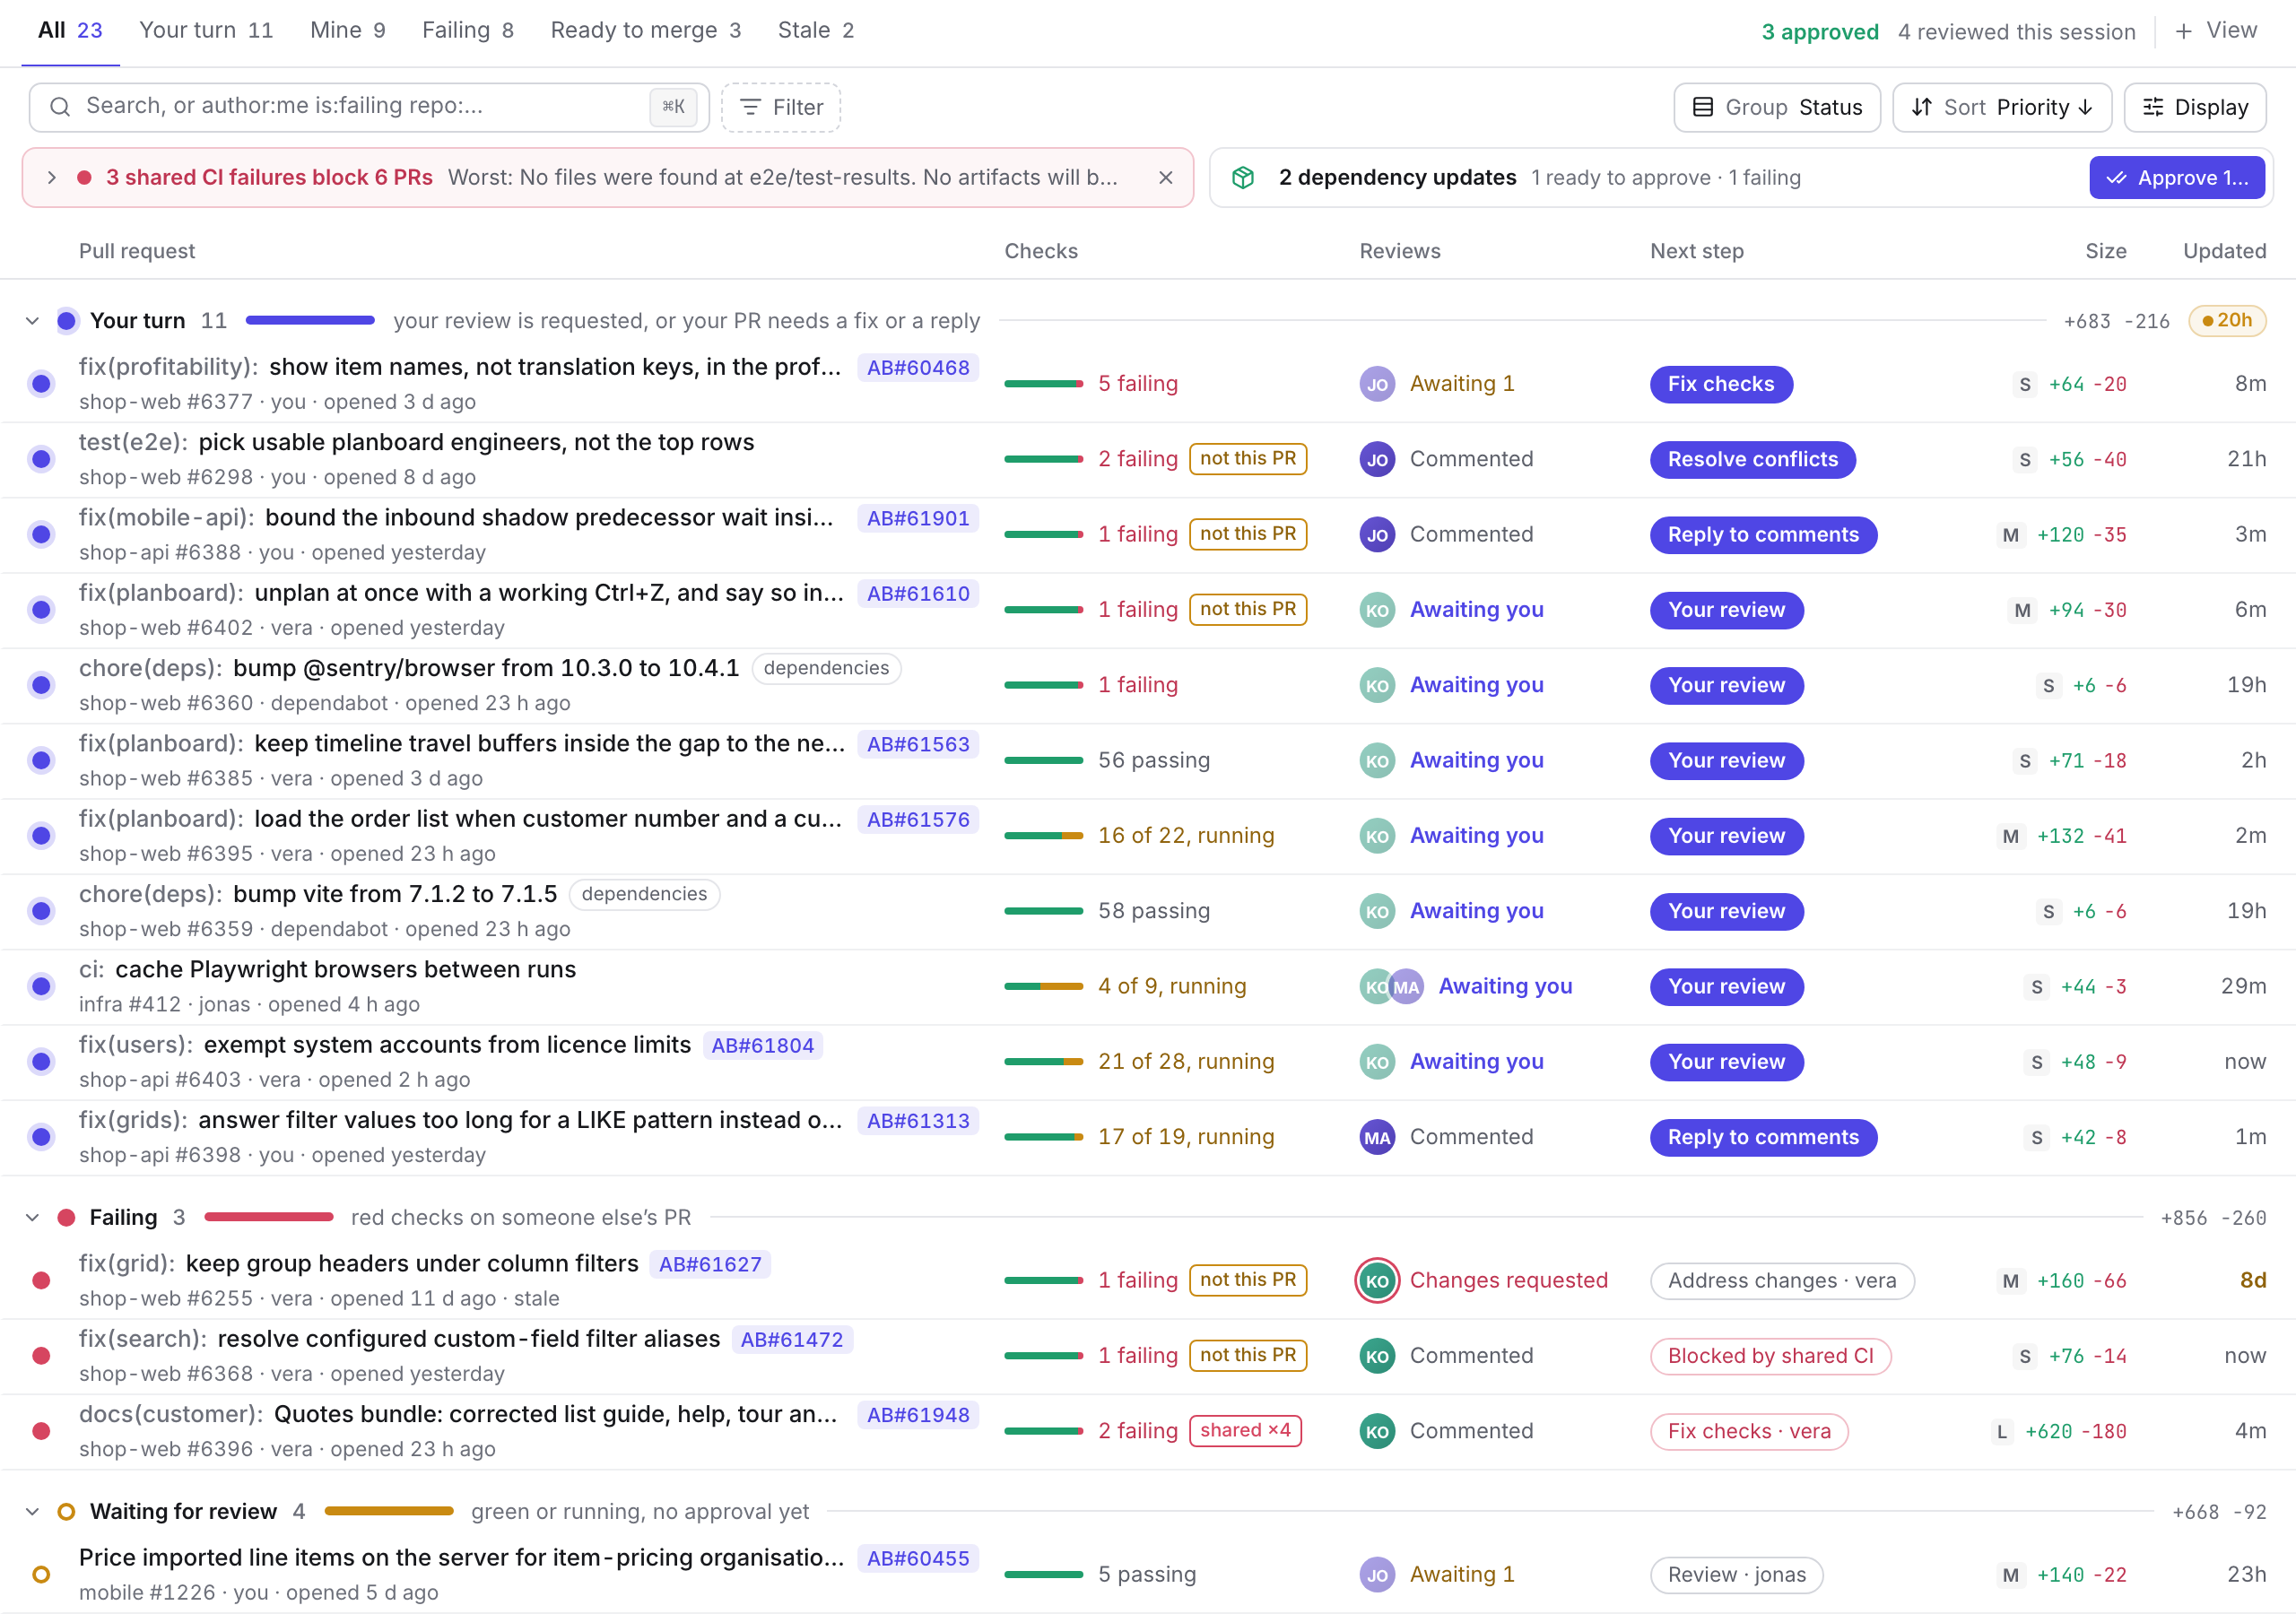 All 23 Your turn 11 Mine 9 Failing 8 Ready to merge 3 Stale 2 3 approved 4 reviewed this session + View
Search, or author:me is:failing repo:... ⌘K Filter Group Status Sort Priority ↓ Display
3 shared CI failures block 6 PRs Worst: No files were found at e2e/test-results. No artifacts will b... × 2 dependency updates 1 ready to approve · 1 failing Approve 1...
Pull request Checks Reviews Next step Size Updated
Your turn 11 your review is requested, or your PR needs a fix or a reply +683 -216 20h
fix(profitability): show item names, not translation keys, in the prof... AB#60468
shop-web #6377 · you · opened 3 d ago
5 failing JO Awaiting 1 Fix checks S +64 -20 8m
test(e2e): pick usable planboard engineers, not the top rows
shop-web #6298 · you · opened 8 d ago
2 failing not this PR JO Commented Resolve conflicts S +56 -40 21h
fix(mobile-api): bound the inbound shadow predecessor wait insi... AB#61901
shop-api #6388 · you · opened yesterday
1 failing not this PR JO Commented Reply to comments M +120 -35 3m
fix(planboard): unplan at once with a working Ctrl+Z, and say so in... AB#61610
shop-web #6402 · vera · opened yesterday
1 failing not this PR KO Awaiting you Your review M +94 -30 6m
chore(deps): bump @sentry/browser from 10.3.0 to 10.4.1 dependencies
shop-web #6360 · dependabot · opened 23 h ago
1 failing KO Awaiting you Your review S +6 -6 19h
fix(planboard): keep timeline travel buffers inside the gap to the ne... AB#61563
shop-web #6385 · vera · opened 3 d ago
56 passing KO Awaiting you Your review S +71 -18 2h
fix(planboard): load the order list when customer number and a cu... AB#61576
shop-web #6395 · vera · opened 23 h ago
16 of 22, running KO Awaiting you Your review M +132 -41 2m
chore(deps): bump vite from 7.1.2 to 7.1.5 dependencies
shop-web #6359 · dependabot · opened 23 h ago
58 passing KO Awaiting you Your review S +6 -6 19h
ci: cache Playwright browsers between runs
infra #412 · jonas · opened 4 h ago
4 of 9, running KO MA Awaiting you Your review S +44 -3 29m
fix(users): exempt system accounts from licence limits AB#61804
shop-api #6403 · vera · opened 2 h ago
21 of 28, running KO Awaiting you Your review S +48 -9 now
fix(grids): answer filter values too long for a LIKE pattern instead o... AB#61313
shop-api #6398 · you · opened yesterday
17 of 19, running MA Commented Reply to comments S +42 -8 1m
Failing 3 red checks on someone else’s PR +856 -260
fix(grid): keep group headers under column filters AB#61627
shop-web #6255 · vera · opened 11 d ago · stale
1 failing not this PR KO Changes requested Address changes · vera M +160 -66 8d
fix(search): resolve configured custom-field filter aliases AB#61472
shop-web #6368 · vera · opened yesterday
1 failing not this PR KO Commented Blocked by shared CI S +76 -14 now
docs(customer): Quotes bundle: corrected list guide, help, tour an... AB#61948
shop-web #6396 · vera · opened 23 h ago
2 failing shared ×4 KO Commented Fix checks · vera L +620 -180 4m
Waiting for review 4 green or running, no approval yet +668 -92
Price imported line items on the server for item-pricing organisatio... AB#60455
mobile #1226 · you · opened 5 d ago
5 passing JO Awaiting 1 Review · jonas M +140 -22 23h